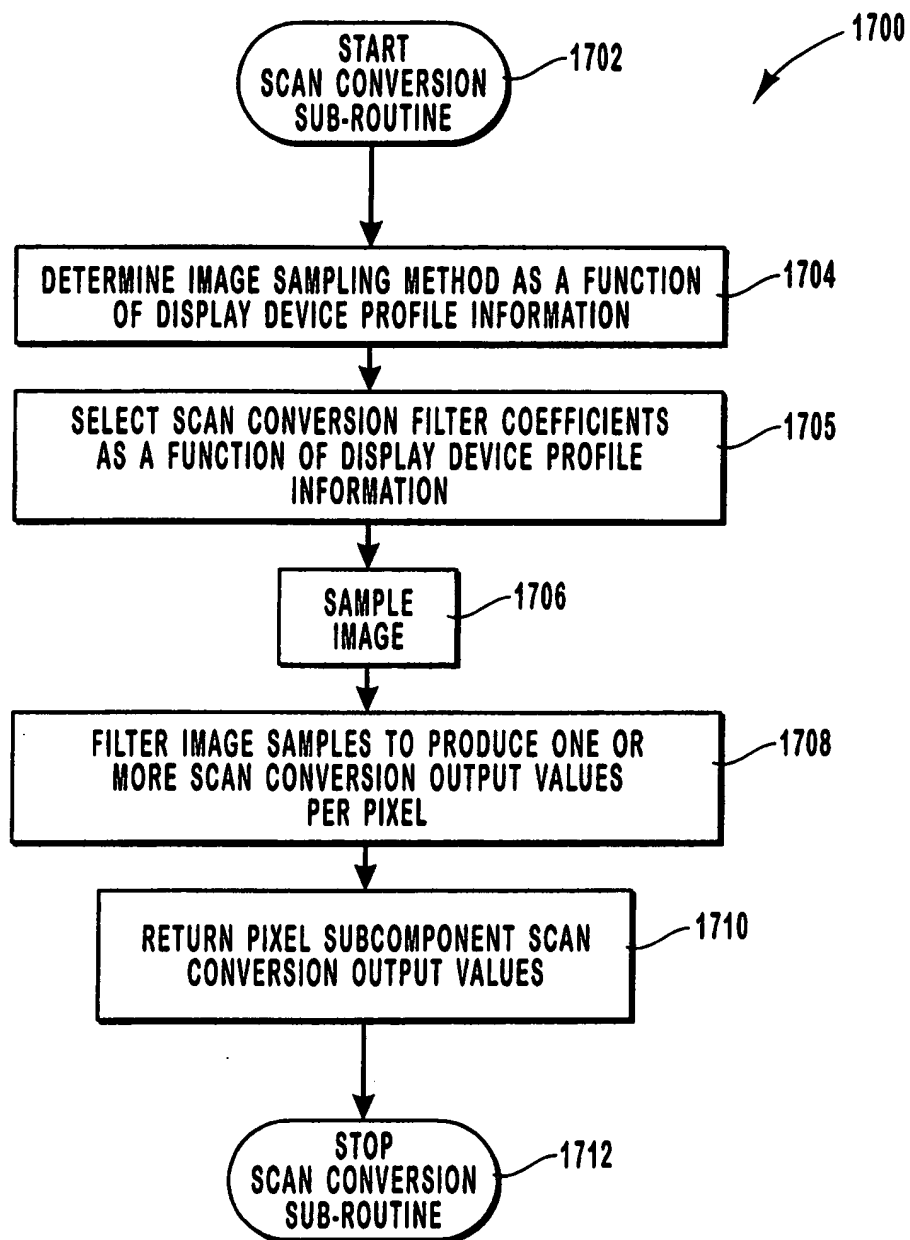 1700
START
SCAN CONVERSION
SUB-ROUTINE
1702
DETERMINE IMAGE SAMPLING METHOD AS A FUNCTION
OF DISPLAY DEVICE PROFILE INFORMATION
1704
SELECT SCAN CONVERSION FILTER COEFFICIENTS
AS A FUNCTION OF DISPLAY DEVICE PROFILE
INFORMATION
1705
SAMPLE
IMAGE
1706
FILTER IMAGE SAMPLES TO PRODUCE ONE OR
MORE SCAN CONVERSION OUTPUT VALUES
PER PIXEL
1708
RETURN PIXEL SUBCOMPONENT SCAN
CONVERSION OUTPUT VALUES
1710
STOP
SCAN CONVERSION
SUB-ROUTINE
1712